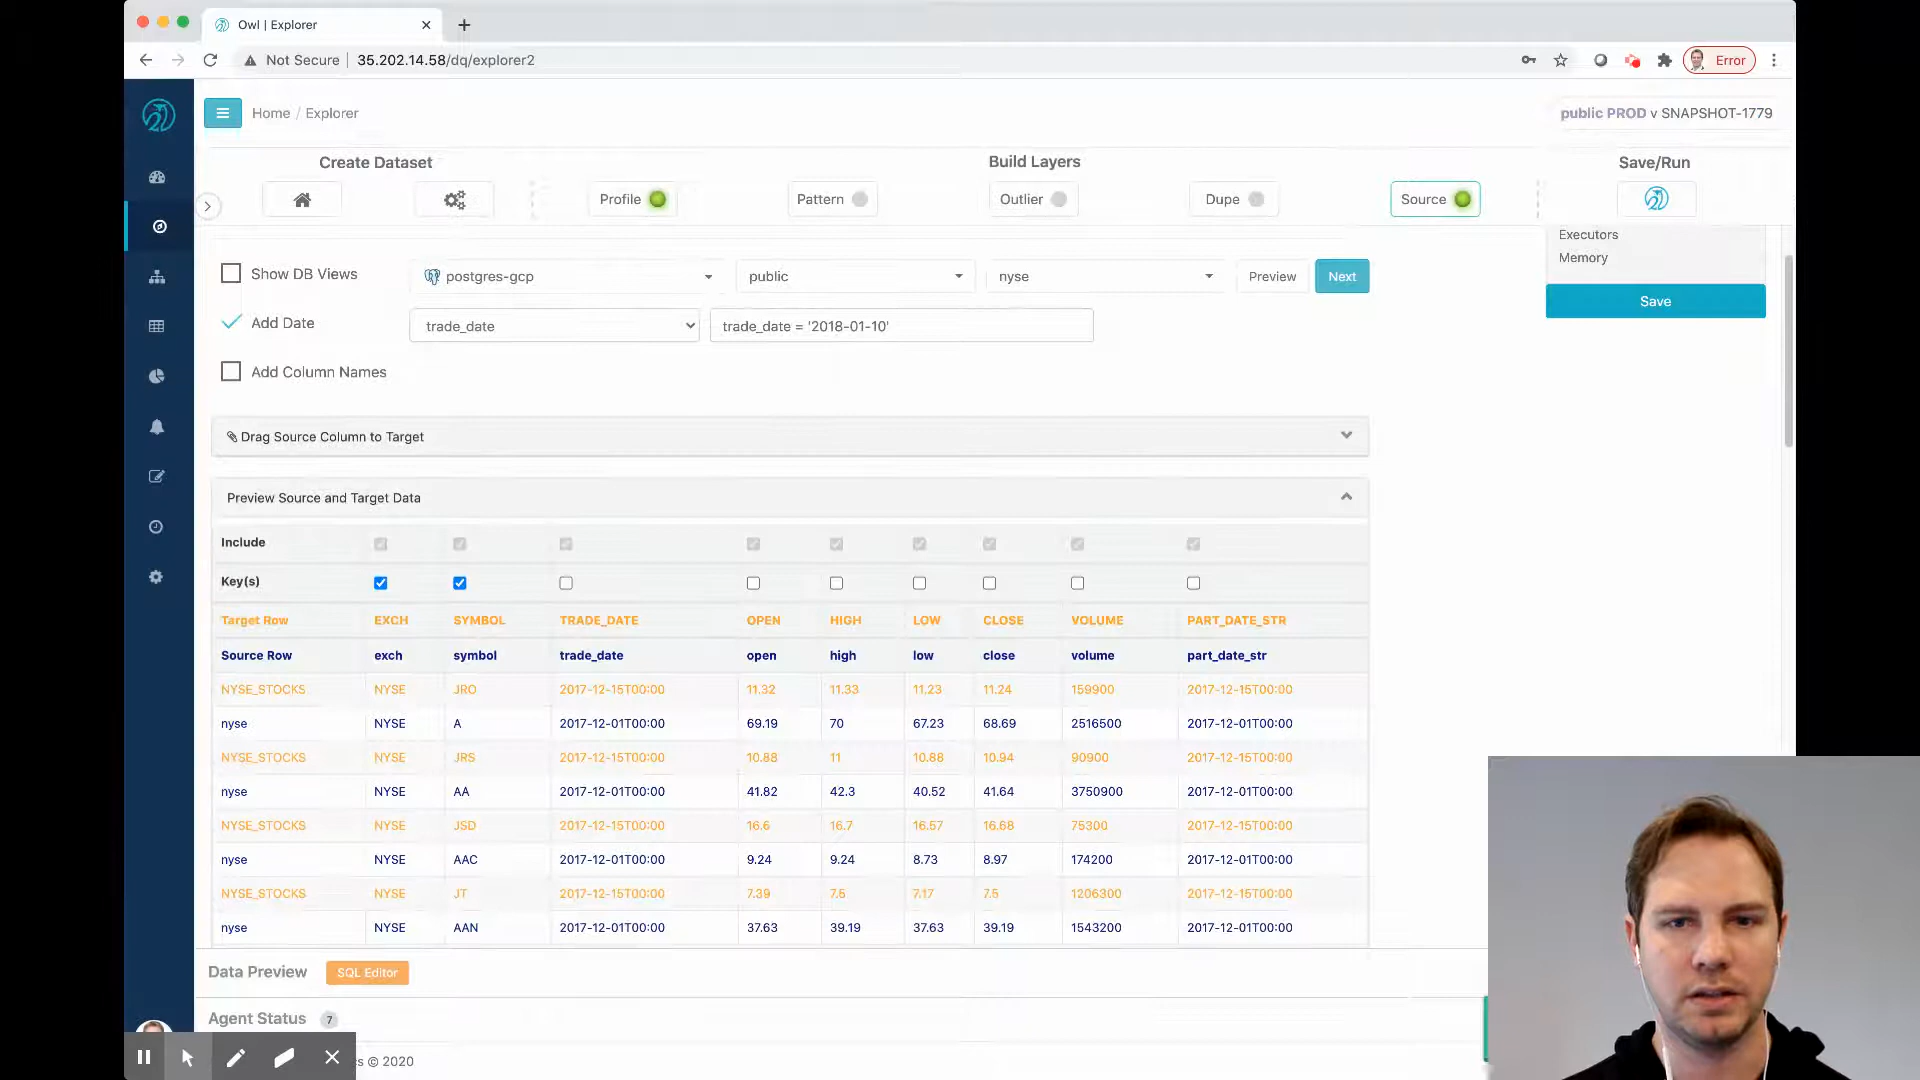 Owl | Explorer
Not Secure 35.202.14.58/dq/explorer2 Error
Home / Explorer public PROD v SNAPSHOT-1779
Create Dataset Build Layers Save/Run
Profile Pattern Outlier Dupe Source
Executors
Memory
Save
Show DB Views postgres-gcp public nyse Preview Next
Add Date trade_date trade_date = '2018-01-10'
Add Column Names
Drag Source Column to Target
Preview Source and Target Data
Include
Key(s)
Target Row EXCH SYMBOL TRADE_DATE OPEN HIGH LOW CLOSE VOLUME PART_DATE_STR
Source Row exch symbol trade_date open high low close volume part_date_str
NYSE_STOCKS NYSE JRO 2017-12-15T00:00 11.32 11.33 11.23 11.24 159900 2017-12-15T00:00
nyse NYSE A 2017-12-01T00:00 69.19 70 67.23 68.69 2516500 2017-12-01T00:00
NYSE_STOCKS NYSE JRS 2017-12-15T00:00 10.88 11 10.88 10.94 90900 2017-12-15T00:00
nyse NYSE AA 2017-12-01T00:00 41.82 42.3 40.52 41.64 3750900 2017-12-01T00:00
NYSE_STOCKS NYSE JSD 2017-12-15T00:00 16.6 16.7 16.57 16.68 75300 2017-12-15T00:00
nyse NYSE AAC 2017-12-01T00:00 9.24 9.24 8.73 8.97 174200 2017-12-01T00:00
NYSE_STOCKS NYSE JT 2017-12-15T00:00 7.39 7.5 7.17 7.5 1206300 2017-12-15T00:00
nyse NYSE AAN 2017-12-01T00:00 37.63 39.19 37.63 39.19 1543200 2017-12-01T00:00
Data Preview SQL Editor
Agent Status 7
cs © 2020